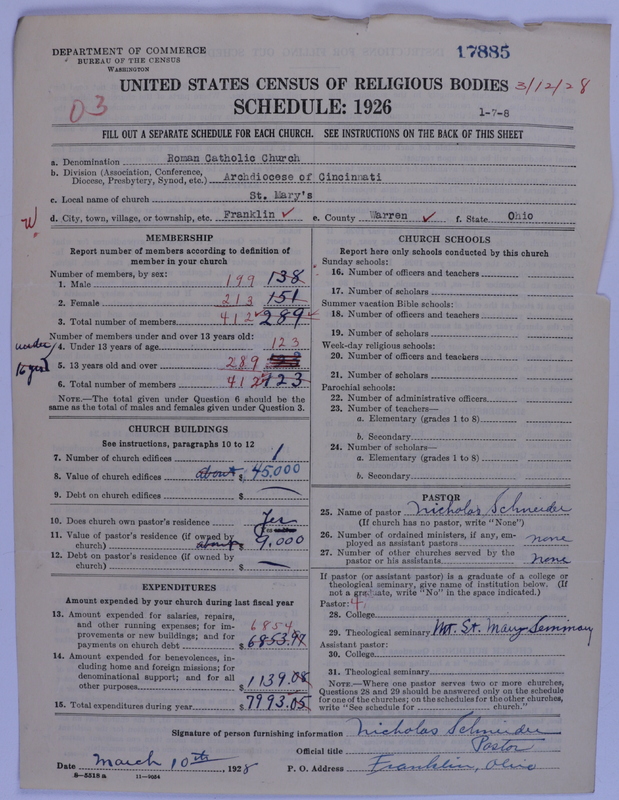 DEPARTMENT OF COMMERCE
BUREAU OF THE CENSUS
WASHINGTON
17885
UNITED STATES CENSUS OF RELIGIOUS BODIES 3/12/28
03
SCHEDULE: 1926
1-7-8
FILL OUT A SEPARATE SCHEDULE FOR EACH CHURCH. SEE INSTRUCTIONS ON THE BACK OF THIS SHEET
a. Denomination Roman Catholic Church
b. Division (Association, Conference, Diocese, Presbytery, Synod, etc.) Archdiocese of Cincinnati
c. Local name of church St. Mary's
d. City, town, village, or township, etc. Franklin ✓ e. County Warren ✓ f. State Ohio
W
MEMBERSHIP
Report number of members according to definition of member in your church
Number of members, by sex:
1. Male 199 138
2. Female 213 151
3. Total number of members 412 289
Number of members under and over 13 years old:
under 16 years
4. Under 13 years of age 123
5. 13 years old and over 289
6. Total number of members 412 123
NOTE.—The total given under Question 6 should be the same as the total of males and females given under Question 3.
CHURCH BUILDINGS
See instructions, paragraphs 10 to 12
7. Number of church edifices 1
8. Value of church edifices about $ 45,000
9. Debt on church edifices $ —
10. Does church own pastor's residence Yes
11. Value of pastor's residence (if owned by church) about $ 9,000
12. Debt on pastor's residence (if owned by church) $ —
EXPENDITURES
Amount expended by your church during last fiscal year
13. Amount expended for salaries, repairs, and other running expenses; for improvements or new buildings; and for payments on church debt 6854 $ 6853.97
14. Amount expended for benevolences, including home and foreign missions; for denominational support; and for all other purposes $ 1139.08
15. Total expenditures during year $ 7993.05
CHURCH SCHOOLS
Report here only schools conducted by this church
Sunday schools:
16. Number of officers and teachers
17. Number of scholars
Summer vacation Bible schools:
18. Number of officers and teachers
19. Number of scholars
Week-day religious schools:
20. Number of officers and teachers
21. Number of scholars
Parochial schools:
22. Number of administrative officers
23. Number of teachers—
a. Elementary (grades 1 to 8)
b. Secondary
24. Number of scholars—
a. Elementary (grades 1 to 8)
b. Secondary
PASTOR
25. Name of pastor Nicholas Schneider
(If church has no pastor, write "None")
26. Number of ordained ministers, if any, employed as assistant pastors none
27. Number of other churches served by the pastor or his assistants none
If pastor (or assistant pastor) is a graduate of a college or theological seminary, give name of institution below. (If not a graduate, write "No" in the space indicated.)
Pastor: 4
28. College
29. Theological seminary Mt. St. Mary Seminary
Assistant pastor:
30. College
31. Theological seminary
NOTE.—Where one pastor serves two or more churches, Questions 28 and 29 should be answered only on the schedule for one of the churches; on the schedules for the other churches, write "See schedule for church."
Signature of person furnishing information Nicholas Schneider
Official title Pastor
Date March 10th, 1928 P. O. Address Franklin, Ohio
8-5518 a 11-9024